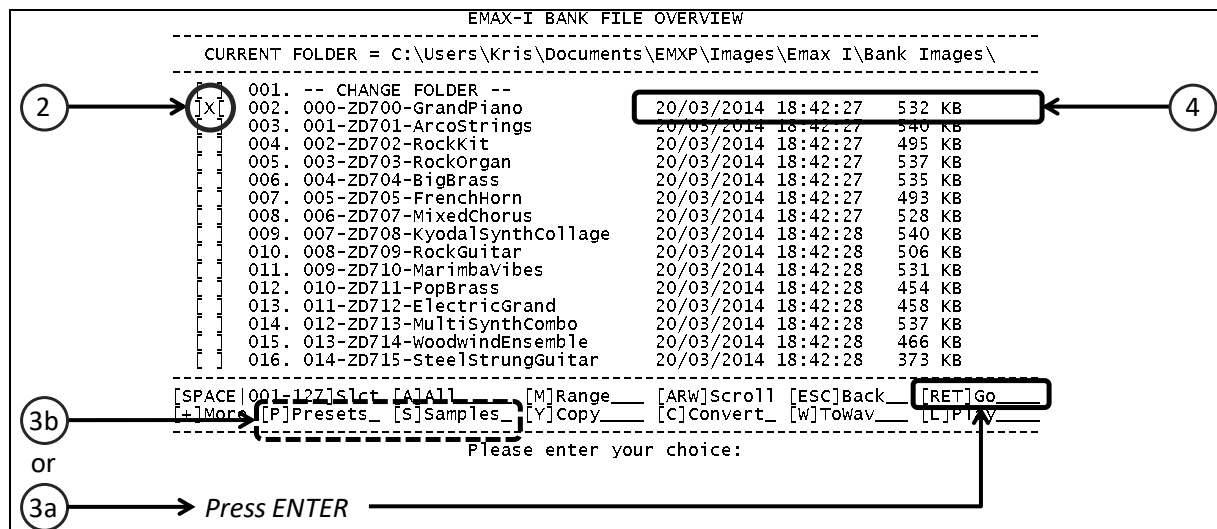 EMAX-I BANK FILE OVERVIEW
CURRENT FOLDER = C:\Users\Kris\Documents\EMXP\Images\Emax I\Bank Images\
[ ] 001. -- CHANGE FOLDER --
2 ]X[ 002. 000-ZD700-GrandPiano 20/03/2014 18:42:27 532 KB 4
[ ] 003. 001-ZD701-ArcoStrings 20/03/2014 18:42:27 540 KB
[ ] 004. 002-ZD702-RockKit 20/03/2014 18:42:27 495 KB
[ ] 005. 003-ZD703-RockOrgan 20/03/2014 18:42:27 537 KB
[ ] 006. 004-ZD704-BigBrass 20/03/2014 18:42:27 535 KB
[ ] 007. 005-ZD705-FrenchHorn 20/03/2014 18:42:27 493 KB
[ ] 008. 006-ZD707-MixedChorus 20/03/2014 18:42:27 528 KB
[ ] 009. 007-ZD708-KyodalSynthCollage 20/03/2014 18:42:28 540 KB
[ ] 010. 008-ZD709-RockGuitar 20/03/2014 18:42:28 506 KB
[ ] 011. 009-ZD710-MarimbaVibes 20/03/2014 18:42:28 531 KB
[ ] 012. 010-ZD711-PopBrass 20/03/2014 18:42:28 454 KB
[ ] 013. 011-ZD712-ElectricGrand 20/03/2014 18:42:28 458 KB
[ ] 014. 012-ZD713-MultiSynthCombo 20/03/2014 18:42:28 537 KB
[ ] 015. 013-ZD714-WoodwindEnsemble 20/03/2014 18:42:28 466 KB
[ ] 016. 014-ZD715-SteelStrungGuitar 20/03/2014 18:42:28 373 KB
[SPACE|001-127]Slct [A]All [M]Range__ [ARW]Scroll [ESC]Back__ [RET]Go____
[+]More [P]Presets_ [S]Samples_ [Y]Copy____ [C]Convert_ [W]ToWav___ [L]Play
Please enter your choice:
3b
or
3a Press ENTER